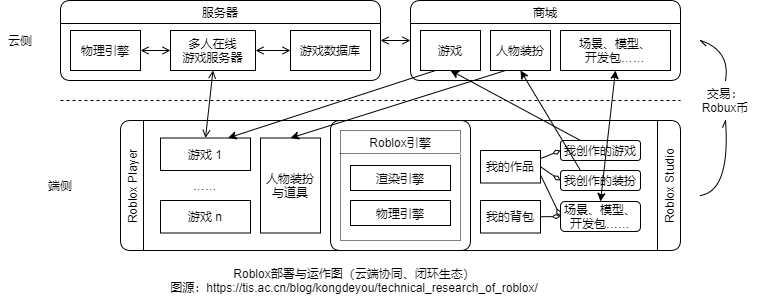 服务器
商城
云侧
物理引擎
多人在线
游戏服务器
游戏数据库
游戏
人物装扮
场景、模型、
开发包……
交易：
Robux币
端侧
Roblox Player
游戏 1
……
游戏 n
人物装扮
与道具
Roblox引擎
渲染引擎
物理引擎
我的作品
我的背包
我创作的游戏
我创作的装扮
场景、模型、
开发包……
Roblox Studio
Roblox部署与运作图（云端协同、闭环生态）
图源：https://tis.ac.cn/blog/kongdeyou/technical_research_of_roblox/